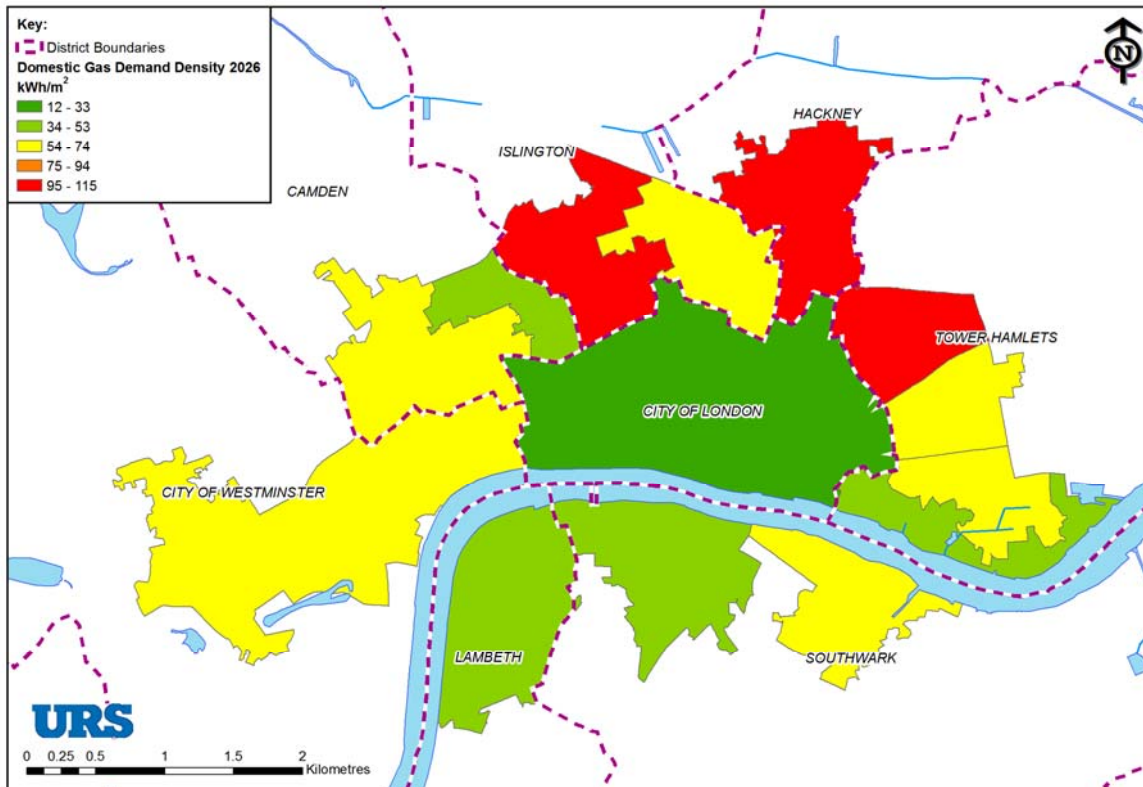 Key:
District Boundaries
Domestic Gas Demand Density 2026
kWh/m²
12 - 33
34 - 53
54 - 74
75 - 94
95 - 115
N
HACKNEY
ISLINGTON
CAMDEN
TOWER HAMLETS
CITY OF LONDON
CITY OF WESTMINSTER
LAMBETH
SOUTHWARK
URS
0 0.25 0.5 1 1.5 2
Kilometres